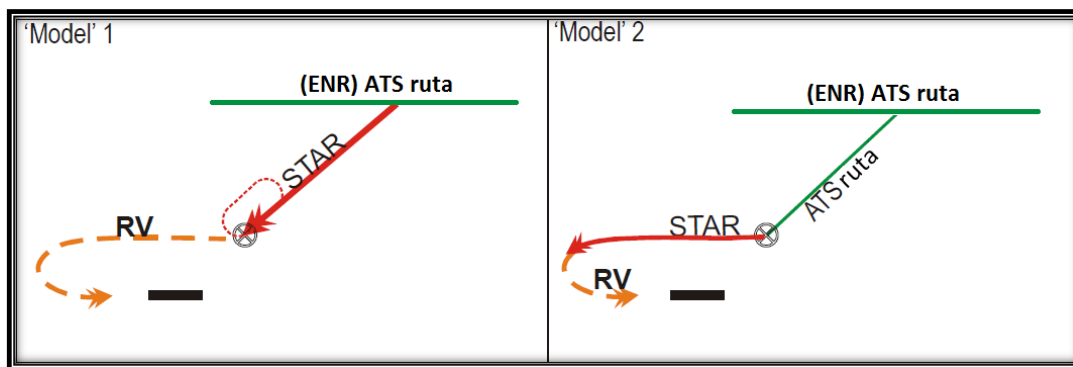 ‘Model’ 1
(ENR) ATS ruta
STAR
RV
‘Model’ 2
(ENR) ATS ruta
ATS ruta
STAR
RV